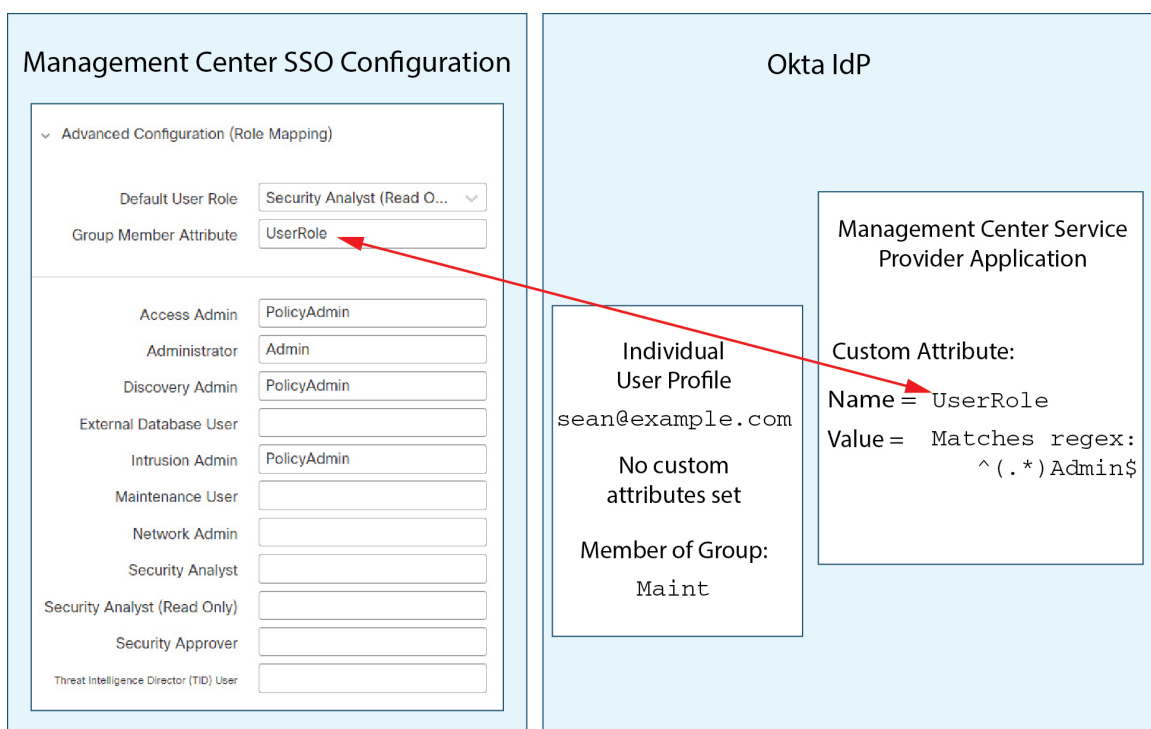 Management Center SSO Configuration
Advanced Configuration (Role Mapping)
Default User Role
Security Analyst (Read O...
Group Member Attribute
UserRole
Access Admin
PolicyAdmin
Administrator
Admin
Discovery Admin
PolicyAdmin
External Database User
Intrusion Admin
PolicyAdmin
Maintenance User
Network Admin
Security Analyst
Security Analyst (Read Only)
Security Approver
Threat Intelligence Director (TID) User
Okta IdP
Individual
User Profile
sean@example.com
No custom
attributes set
Member of Group:
Maint
Management Center Service
Provider Application
Custom Attribute:
Name = UserRole
Value = Matches regex:
^(.*)Admin$